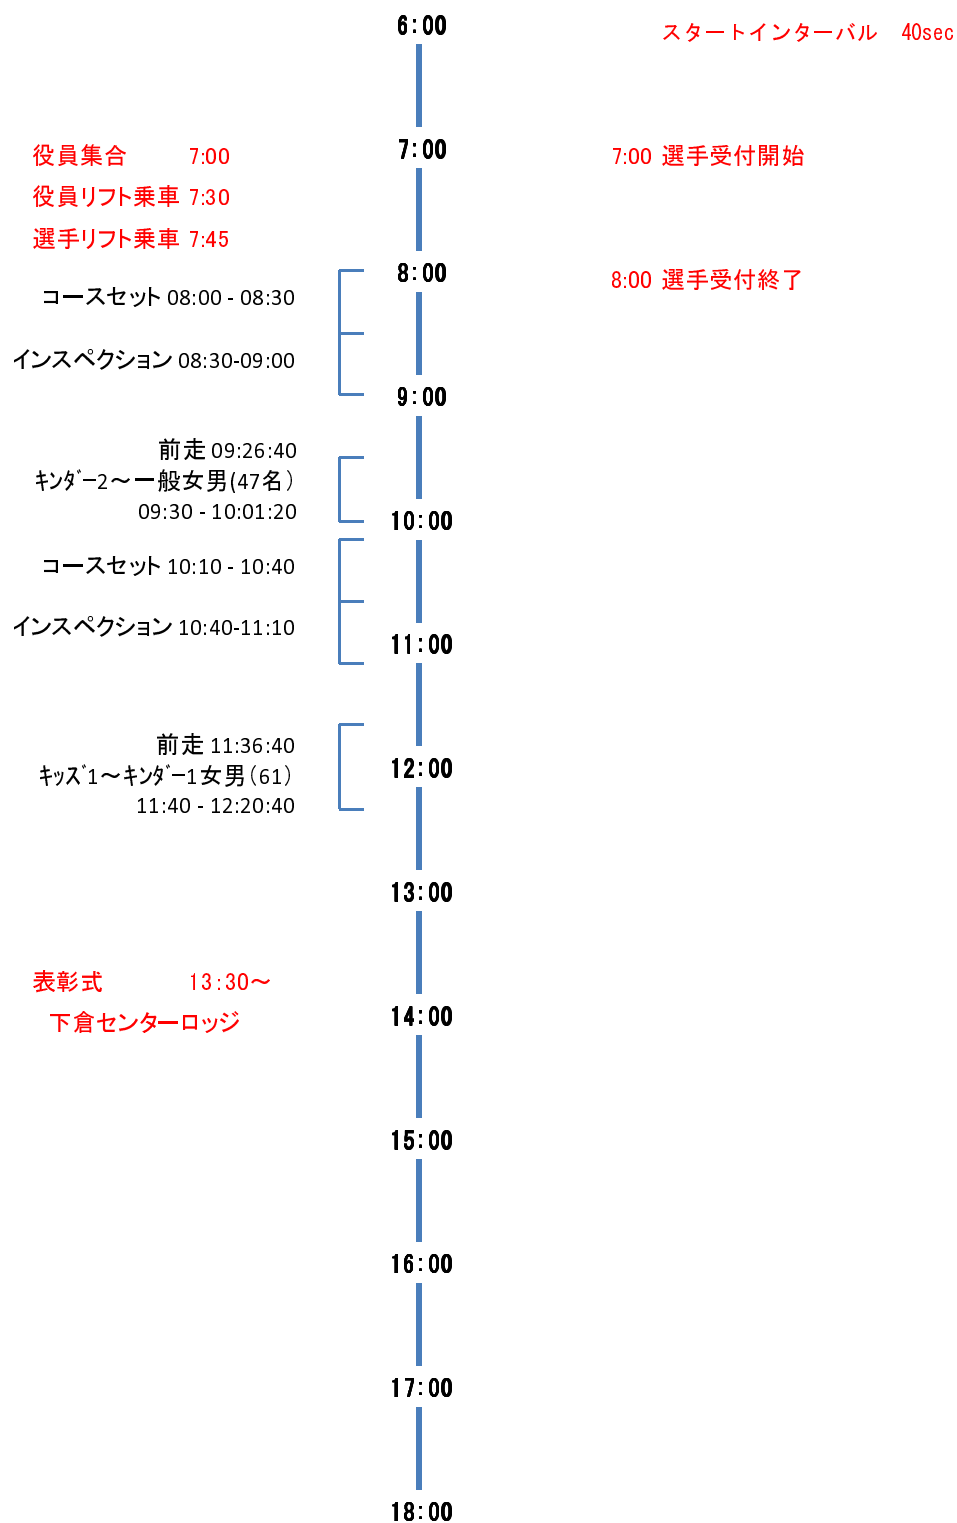 6:00
スタートインターバル　40sec
7:00
役員集合 7:00
7:00 選手受付開始
役員リフト乗車 7:30
選手リフト乗車 7:45
8:00
8:00 選手受付終了
コースセット 08:00 - 08:30
インスペクション 08:30-09:00
9:00
前走 09:26:40
ｷﾝﾀﾞｰ2～一般女男(47名）
09:30 - 10:01:20
10:00
コースセット 10:10 - 10:40
インスペクション 10:40-11:10
11:00
前走 11:36:40
ｷｯｽﾞ1～ｷﾝﾀﾞｰ1女男（61）
11:40 - 12:20:40
12:00
13:00
表彰式 13:30～
下倉センターロッジ
14:00
15:00
16:00
17:00
18:00